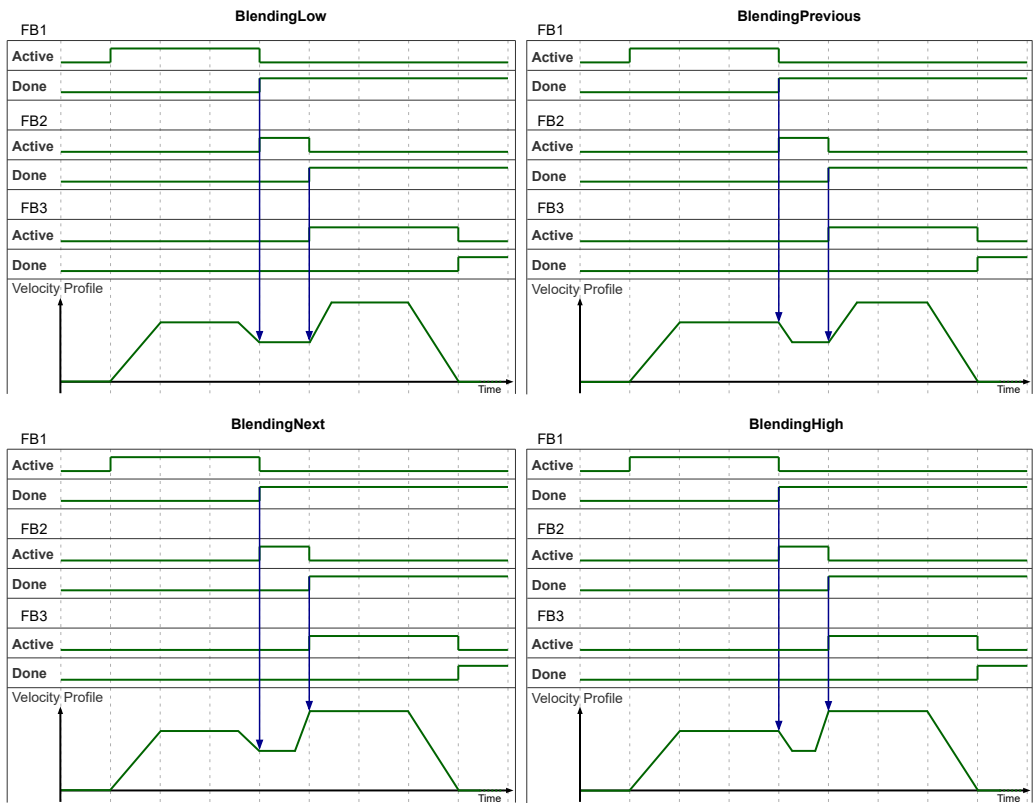 BlendingLow
FB1
Active
Done
FB2
Active
Done
FB3
Active
Done
Velocity Profile
Time
BlendingPrevious
FB1
Active
Done
FB2
Active
Done
FB3
Active
Done
Velocity Profile
Time
BlendingNext
FB1
Active
Done
FB2
Active
Done
FB3
Active
Done
Velocity Profile
Time
BlendingHigh
FB1
Active
Done
FB2
Active
Done
FB3
Active
Done
Velocity Profile
Time